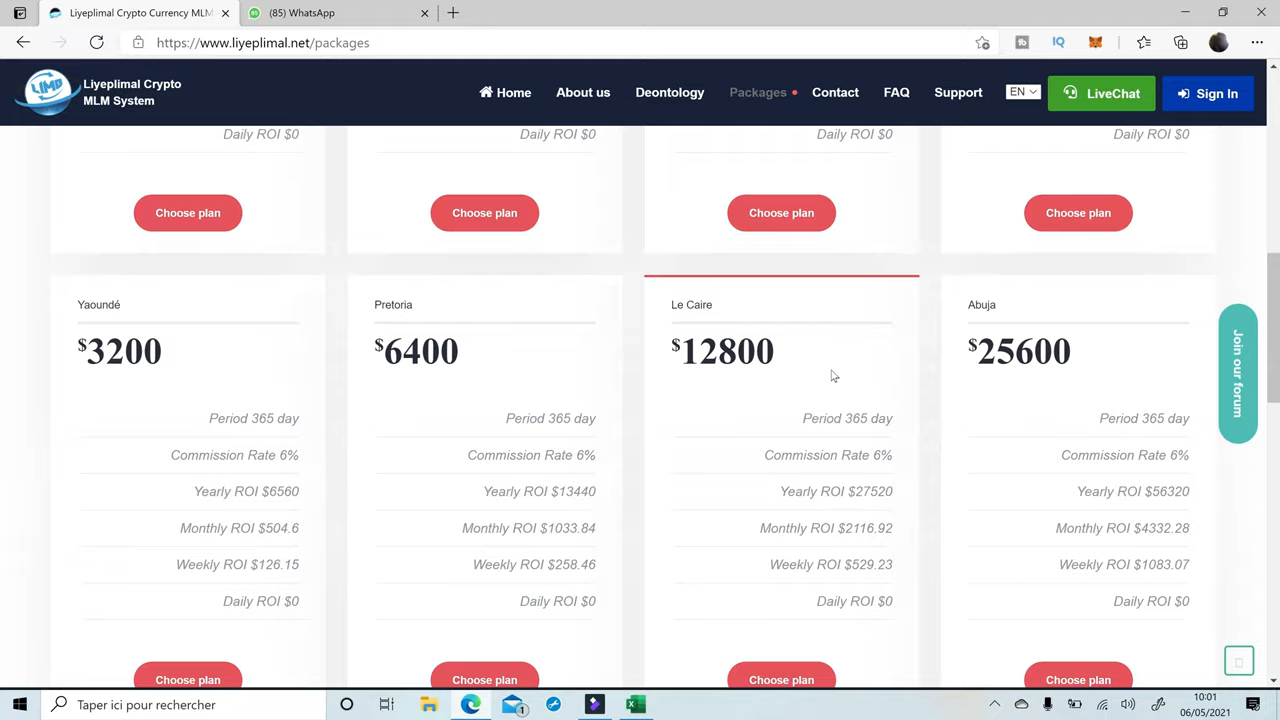 Liyeplimal Crypto Currency MLM
(85) WhatsApp
https://www.liyeplimal.net/packages
IQ
LIMO
Liyeplimal Crypto
MLM System
Home
About us
Deontology
Packages
Contact
FAQ
Support
EN
LiveChat
Sign In
Daily ROI $0
Daily ROI $0
Daily ROI $0
Daily ROI $0
Choose plan
Choose plan
Choose plan
Choose plan
Yaoundé
Pretoria
Le Caire
Abuja
$3200
$6400
$12800
$25600
Period 365 day
Period 365 day
Period 365 day
Period 365 day
Commission Rate 6%
Commission Rate 6%
Commission Rate 6%
Commission Rate 6%
Yearly ROI $6560
Yearly ROI $13440
Yearly ROI $27520
Yearly ROI $56320
Monthly ROI $504.6
Monthly ROI $1033.84
Monthly ROI $2116.92
Monthly ROI $4332.28
Weekly ROI $126.15
Weekly ROI $258.46
Weekly ROI $529.23
Weekly ROI $1083.07
Daily ROI $0
Daily ROI $0
Daily ROI $0
Daily ROI $0
Choose plan
Choose plan
Choose plan
Choose plan
Join our forum
Taper ici pour rechercher
1
10:01
06/05/2021